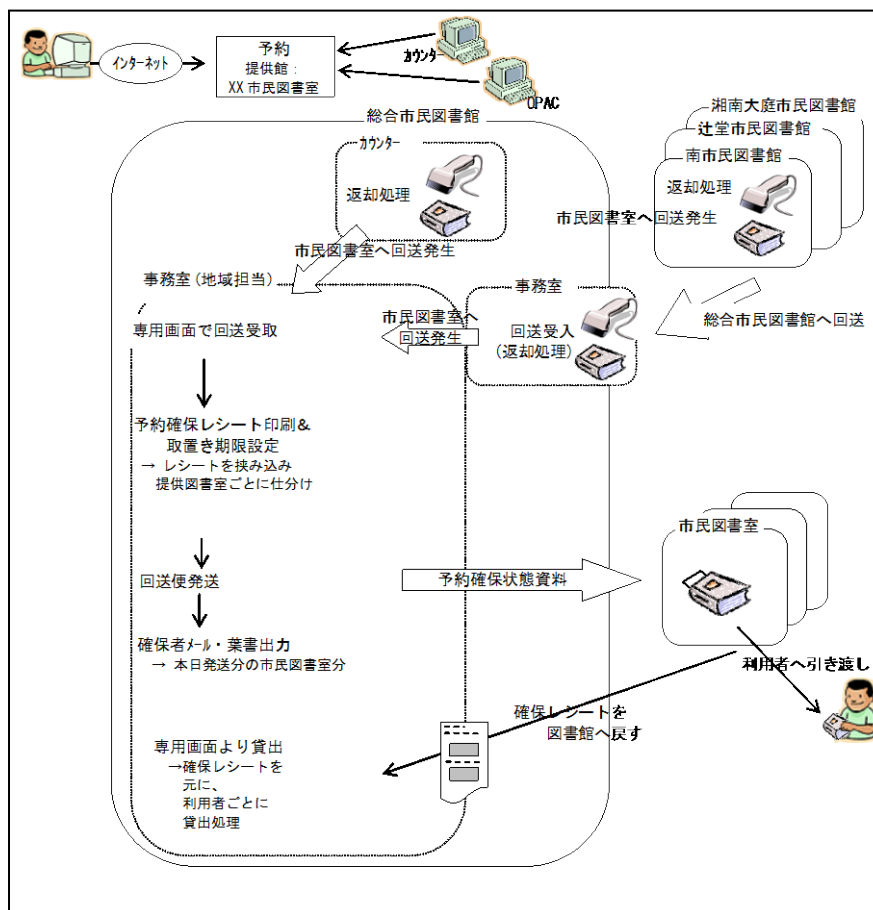 インターネット
予約
提供館：
XX市民図書室
カウンター
OPAC
総合市民図書館
カウンター
返却処理
湘南大庭市民図書館
辻堂市民図書館
南市民図書館
返却処理
市民図書室へ回送発生
市民図書室へ回送発生
事務室(地域担当)
事務室
総合市民図書館へ回送
市民図書室へ
回送発生
回送受入
(返却処理)
専用画面で回送受取
予約確保レシート印刷＆
取置き期限設定
→ レシートを挟み込み
提供図書室ごとに仕分け
市民図書室
回送便発送
予約確保状態資料
確保者メール・葉書出力
→ 本日発送分の市民図書室分
利用者へ引き渡し
確保レシートを
図書館へ戻す
専用画面より貸出
→確保レシートを
元に、
利用者ごとに
貸出処理